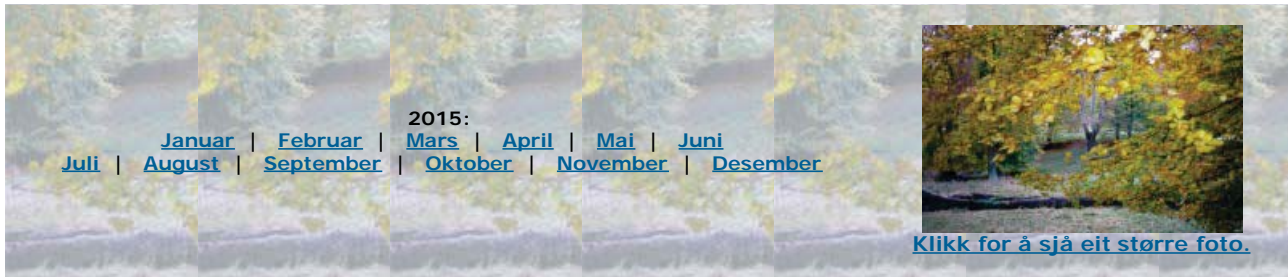 2015:
Januar | Februar | Mars | April | Mai | Juni
Juli | August | September | Oktober | November | Desember
Klikk for å sjå eit større foto.